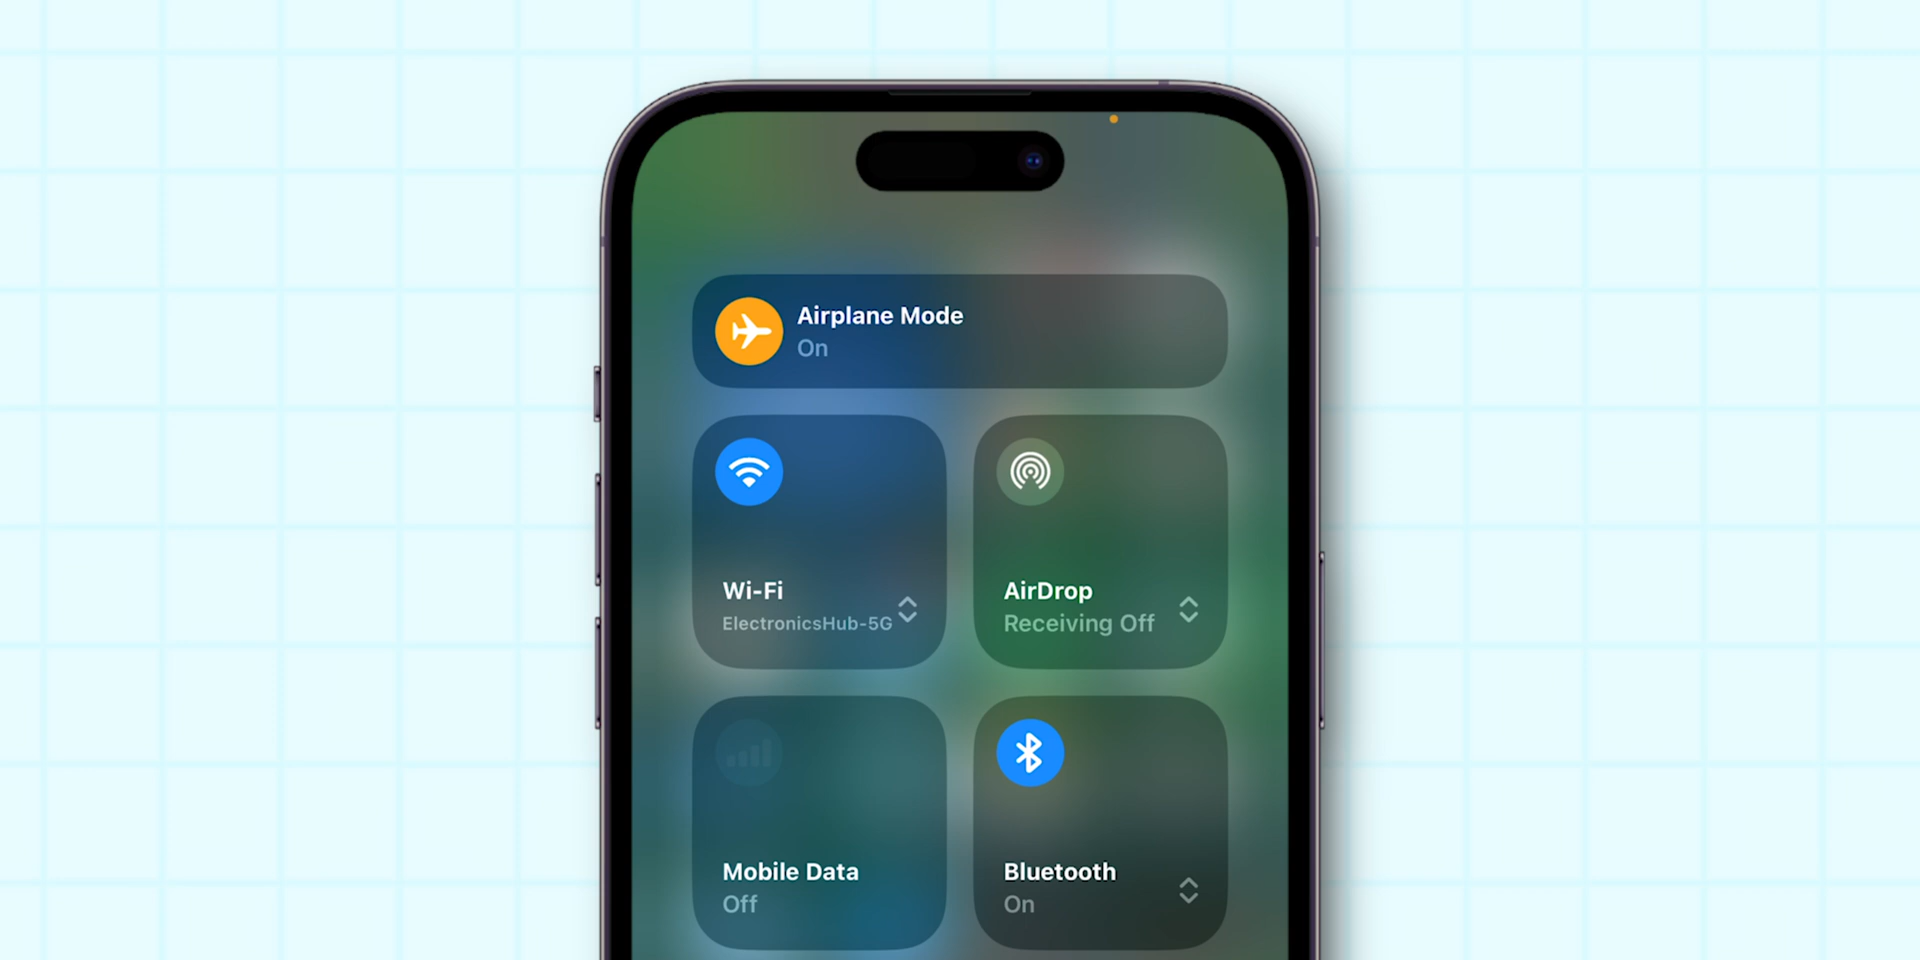 Airplane Mode
On
Wi-Fi
ElectronicsHub-5G
AirDrop
Receiving Off
Mobile Data
Off
Bluetooth
On